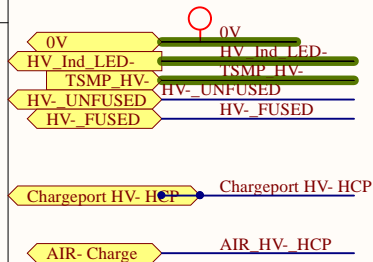 0V 0V
HV_Ind_LED- HV_Ind_LED-
TSMP_HV- TSMP_HV-
HV-_UNFUSED HV-_UNFUSED
HV-_FUSED HV-_FUSED
Chargeport HV- HCP Chargeport HV- HCP
AIR- Charge AIR_HV-_HCP